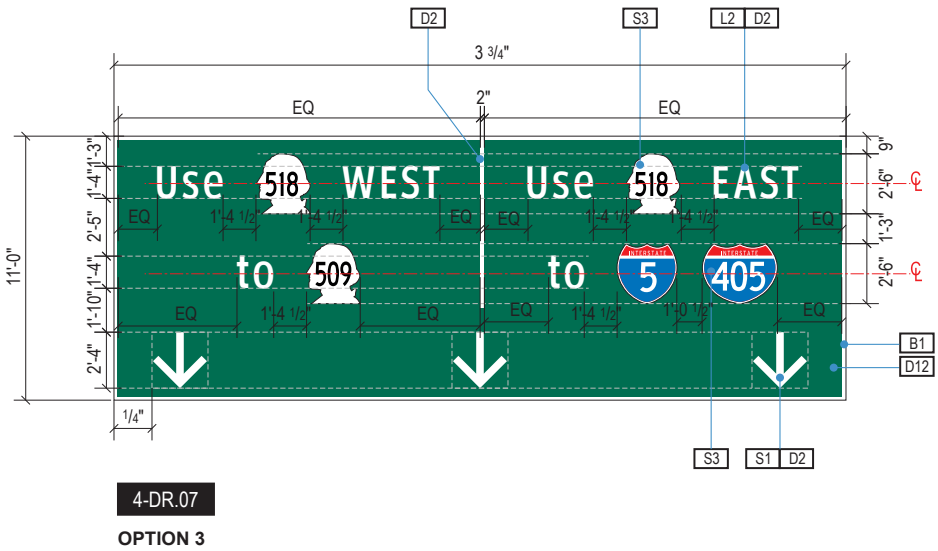 D2 S3 L2 D2
3 3/4"
EQ 2" EQ
1'-3" 9"
Use 518 WEST Use 518 EAST
1'-4" 2'-6" CL
EQ 1'-4 1/2" 1'-4 1/2" EQ EQ 1'-4 1/2" 1'-4 1/2" EQ
2'-5" 1'-3"
11'-0"
INTERSTATE INTERSTATE
to 509 to 5 405
1'-4" 2'-6" CL
1'-10" EQ 1'-4 1/2" EQ EQ 1'-4 1/2" 1'-0 1/2" EQ
B1
2'-4" D12
1/4"
S3 S1 D2
4-DR.07
OPTION 3